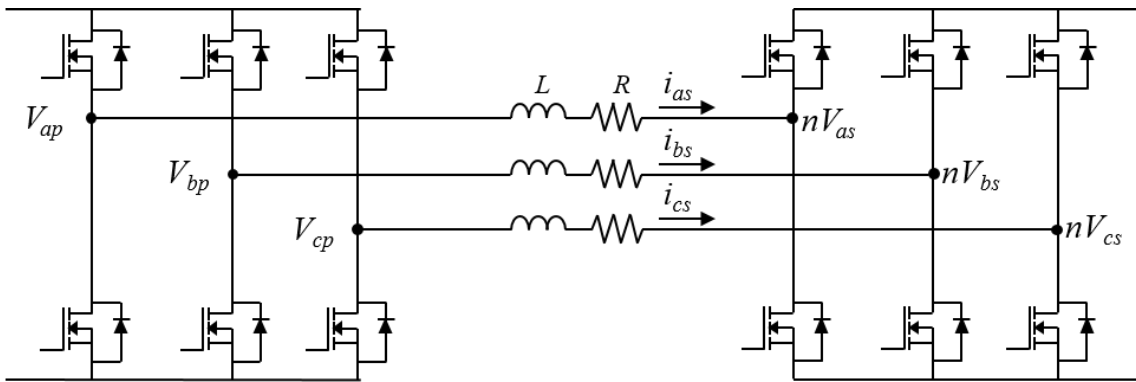 L R i_as
V_ap nV_as
i_bs
V_bp nV_bs
i_cs
V_cp nV_cs